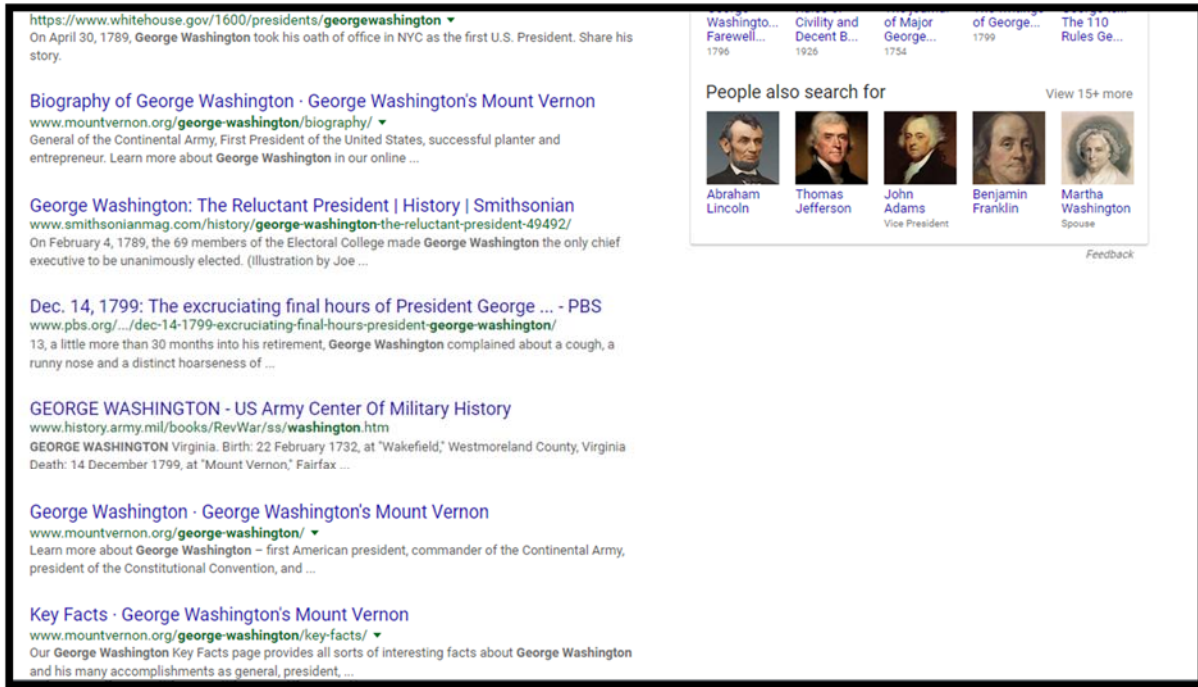 https://www.whitehouse.gov/1600/presidents/georgewashington
On April 30, 1789, George Washington took his oath of office in NYC as the first U.S. President. Share his
story.
Biography of George Washington · George Washington's Mount Vernon
www.mountvernon.org/george-washington/biography/
General of the Continental Army, First President of the United States, successful planter and
entrepreneur. Learn more about George Washington in our online ...
George Washington: The Reluctant President | History | Smithsonian
www.smithsonianmag.com/history/george-washington-the-reluctant-president-49492/
On February 4, 1789, the 69 members of the Electoral College made George Washington the only chief
executive to be unanimously elected. (Illustration by Joe ...
Dec. 14, 1799: The excruciating final hours of President George ... - PBS
www.pbs.org/.../dec-14-1799-excruciating-final-hours-president-george-washington/
13, a little more than 30 months into his retirement, George Washington complained about a cough, a
runny nose and a distinct hoarseness of ...
GEORGE WASHINGTON - US Army Center Of Military History
www.history.army.mil/books/RevWar/ss/washington.htm
GEORGE WASHINGTON Virginia. Birth: 22 February 1732, at "Wakefield," Westmoreland County, Virginia
Death: 14 December 1799, at "Mount Vernon," Fairfax ...
George Washington · George Washington's Mount Vernon
www.mountvernon.org/george-washington/
Learn more about George Washington – first American president, commander of the Continental Army,
president of the Constitutional Convention, and ...
Key Facts · George Washington's Mount Vernon
www.mountvernon.org/george-washington/key-facts/
Our George Washington Key Facts page provides all sorts of interesting facts about George Washington
and his many accomplishments as general, president, ...
Washingto...
Farewell...
1796
Civility and
Decent B...
1926
of Major
George...
1754
of George...
1799
The 110
Rules Ge...
People also search for
View 15+ more
Abraham
Lincoln
Thomas
Jefferson
John
Adams
Vice President
Benjamin
Franklin
Martha
Washington
Spouse
Feedback